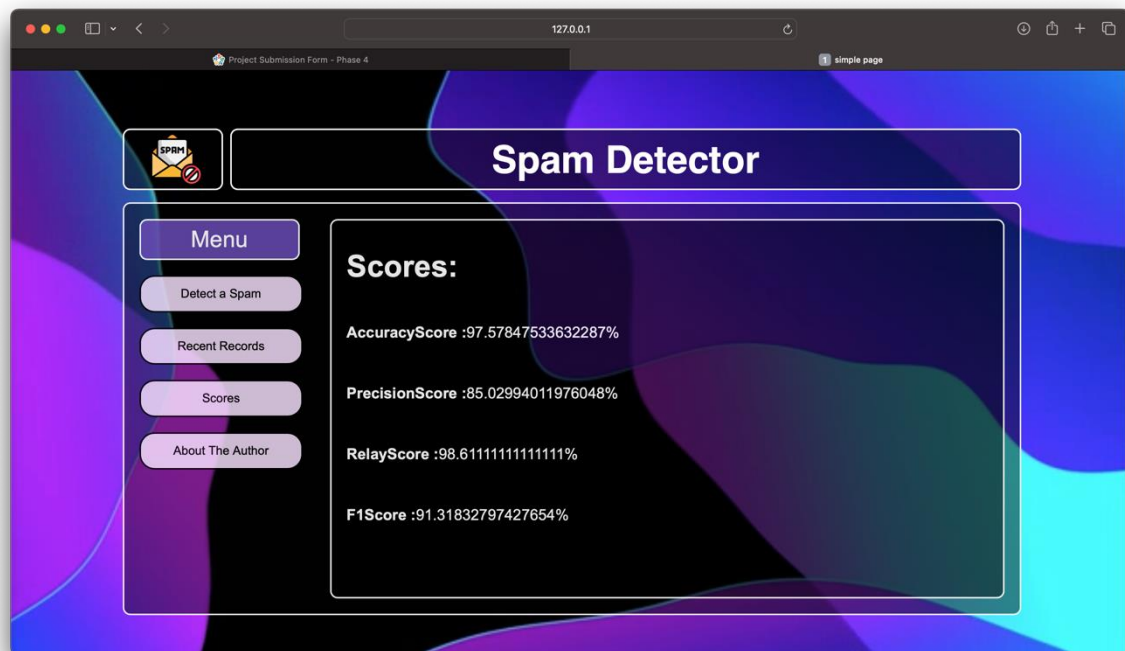 127.0.0.1
Project Submission Form - Phase 4
1 simple page
SPAM
Spam Detector
Menu
Detect a Spam
Recent Records
Scores
About The Author
Scores:
AccuracyScore :97.57847533632287%
PrecisionScore :85.02994011976048%
RelayScore :98.61111111111111%
F1Score :91.31832797427654%